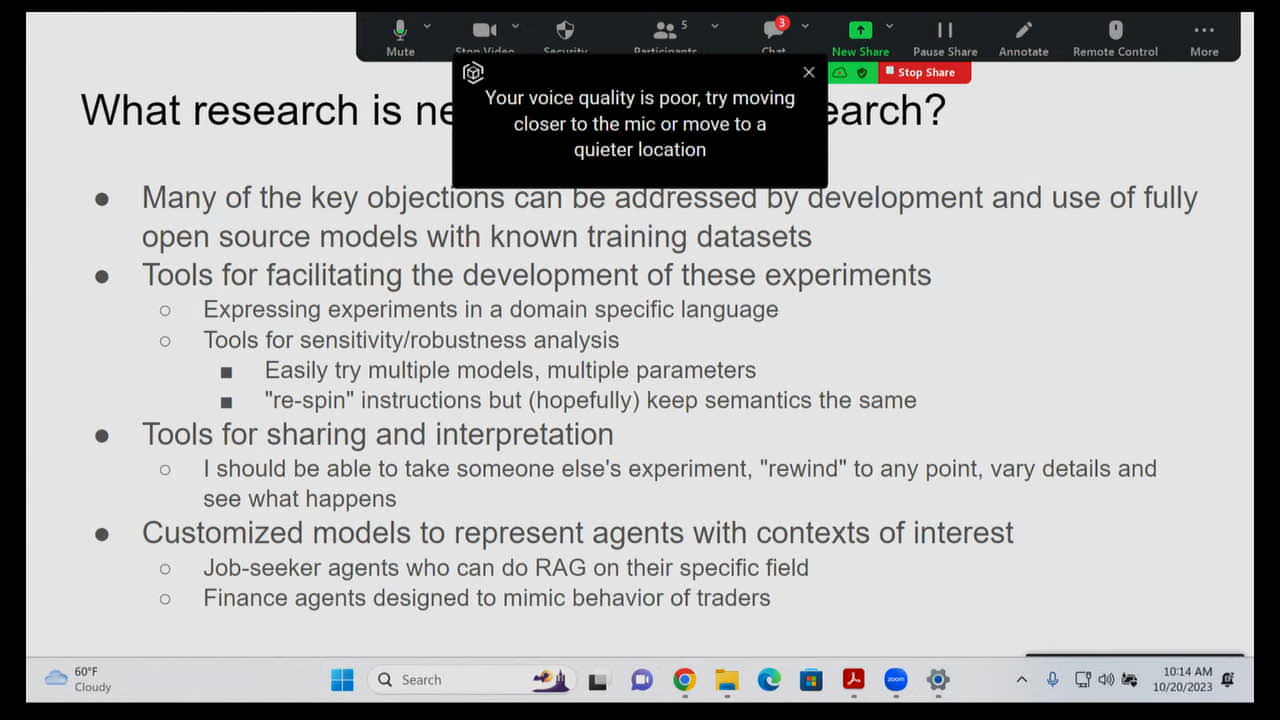 5
3
Mute
Stop Video
Security
Participants
Chat
New Share
Pause Share
Annotate
Remote Control
More
Stop Share
Your voice quality is poor, try moving
closer to the mic or move to a
quieter location
What research is ne
earch?
● Many of the key objections can be addressed by development and use of fully
open source models with known training datasets
● Tools for facilitating the development of these experiments
○ Expressing experiments in a domain specific language
○ Tools for sensitivity/robustness analysis
■ Easily try multiple models, multiple parameters
■ "re-spin" instructions but (hopefully) keep semantics the same
● Tools for sharing and interpretation
○ I should be able to take someone else's experiment, "rewind" to any point, vary details and
see what happens
● Customized models to represent agents with contexts of interest
○ Job-seeker agents who can do RAG on their specific field
○ Finance agents designed to mimic behavior of traders
60°F
Cloudy
Search
zoom
10:14 AM
10/20/2023